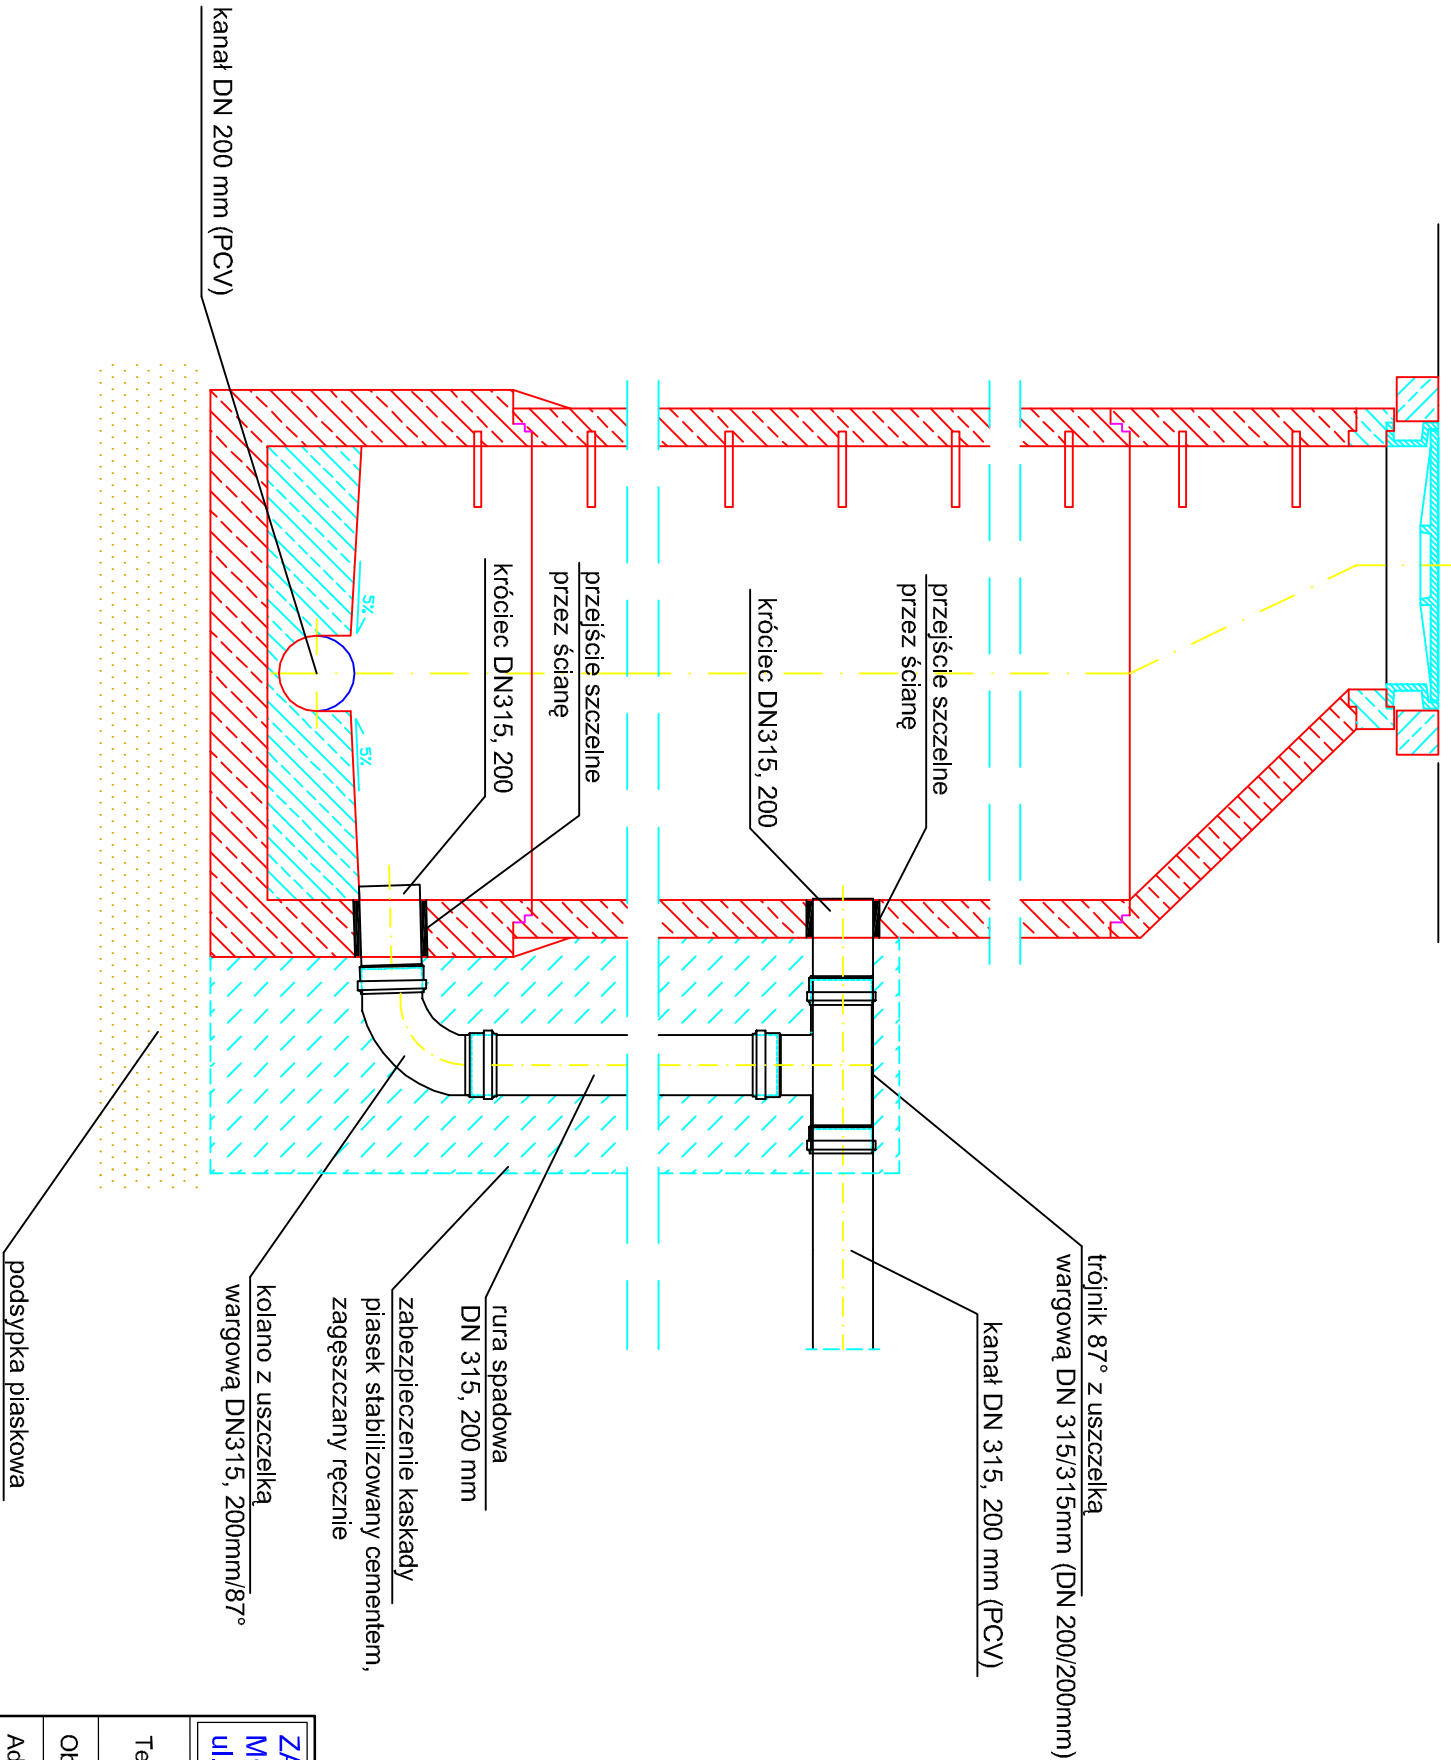 trójnik 87° z uszczelką
wargową DN 315/315mm (DN 200/200mm)
kanał DN 315, 200 mm (PCV)
przejście szczelne
przez ścianę
króciec DN315, 200
przejście szczelne
przez ścianę
króciec DN315, 200
rura spadowa
DN 315, 200 mm
zabezpieczenie kaskady
piasek stabilizowany cementem,
zagęszczany ręcznie
5%
5%
kolano z uszczelką
wargową DN315, 200mm/87°
kanał DN 200 mm (PCV)
podsypka piaskowa
ul.